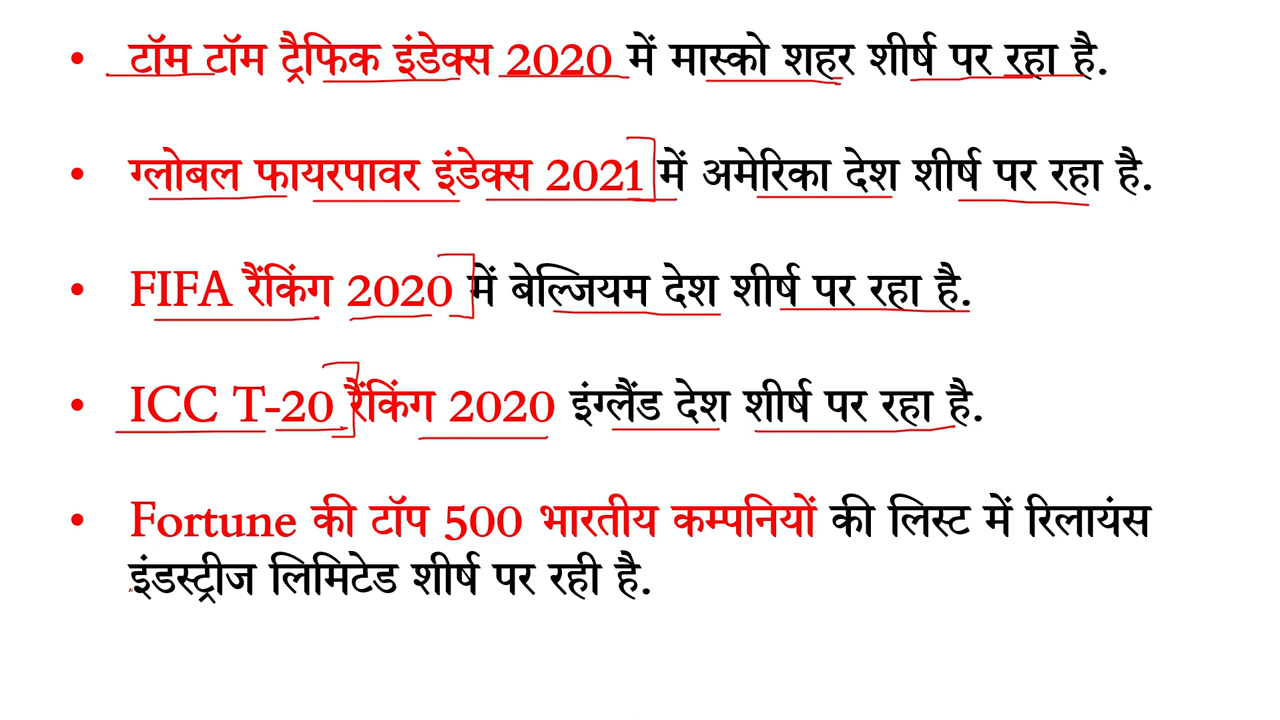 • टॉम टॉम ट्रैफिक इंडेक्स 2020 में मास्को शहर शीर्ष पर रहा है.
• ग्लोबल फायरपावर इंडेक्स 2021 में अमेरिका देश शीर्ष पर रहा है.
• FIFA रैंकिंग 2020 में बेल्जियम देश शीर्ष पर रहा है.
• ICC T-20 रैंकिंग 2020 इंग्लैंड देश शीर्ष पर रहा है.
• Fortune की टॉप 500 भारतीय कम्पनियों की लिस्ट में रिलायंस
इंडस्ट्रीज लिमिटेड शीर्ष पर रही है.